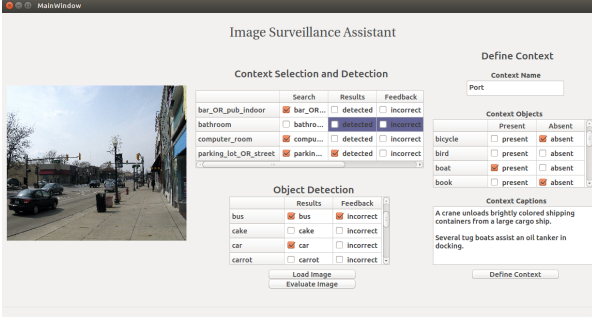 MainWindow
Image Surveillance Assistant
Context Selection and Detection
Search Results Feedback
bar_OR_pub_indoor bar_OR... detected incorrect
bathroom bathro... detected incorrect
computer_room compu... detected incorrect
parking_lot_OR_street parkin... detected incorrect
Object Detection
Results Feedback
bus bus incorrect
cake cake incorrect
car car incorrect
carrot carrot incorrect
Load Image
Evaluate Image
Define Context
Context Name
Port
Context Objects
Present Absent
bicycle present absent
bird present absent
boat present absent
book present absent
Context Captions
A crane unloads brightly colored shipping
containers from a large cargo ship.
Several tug boats assist an oil tanker in
docking.
Define Context